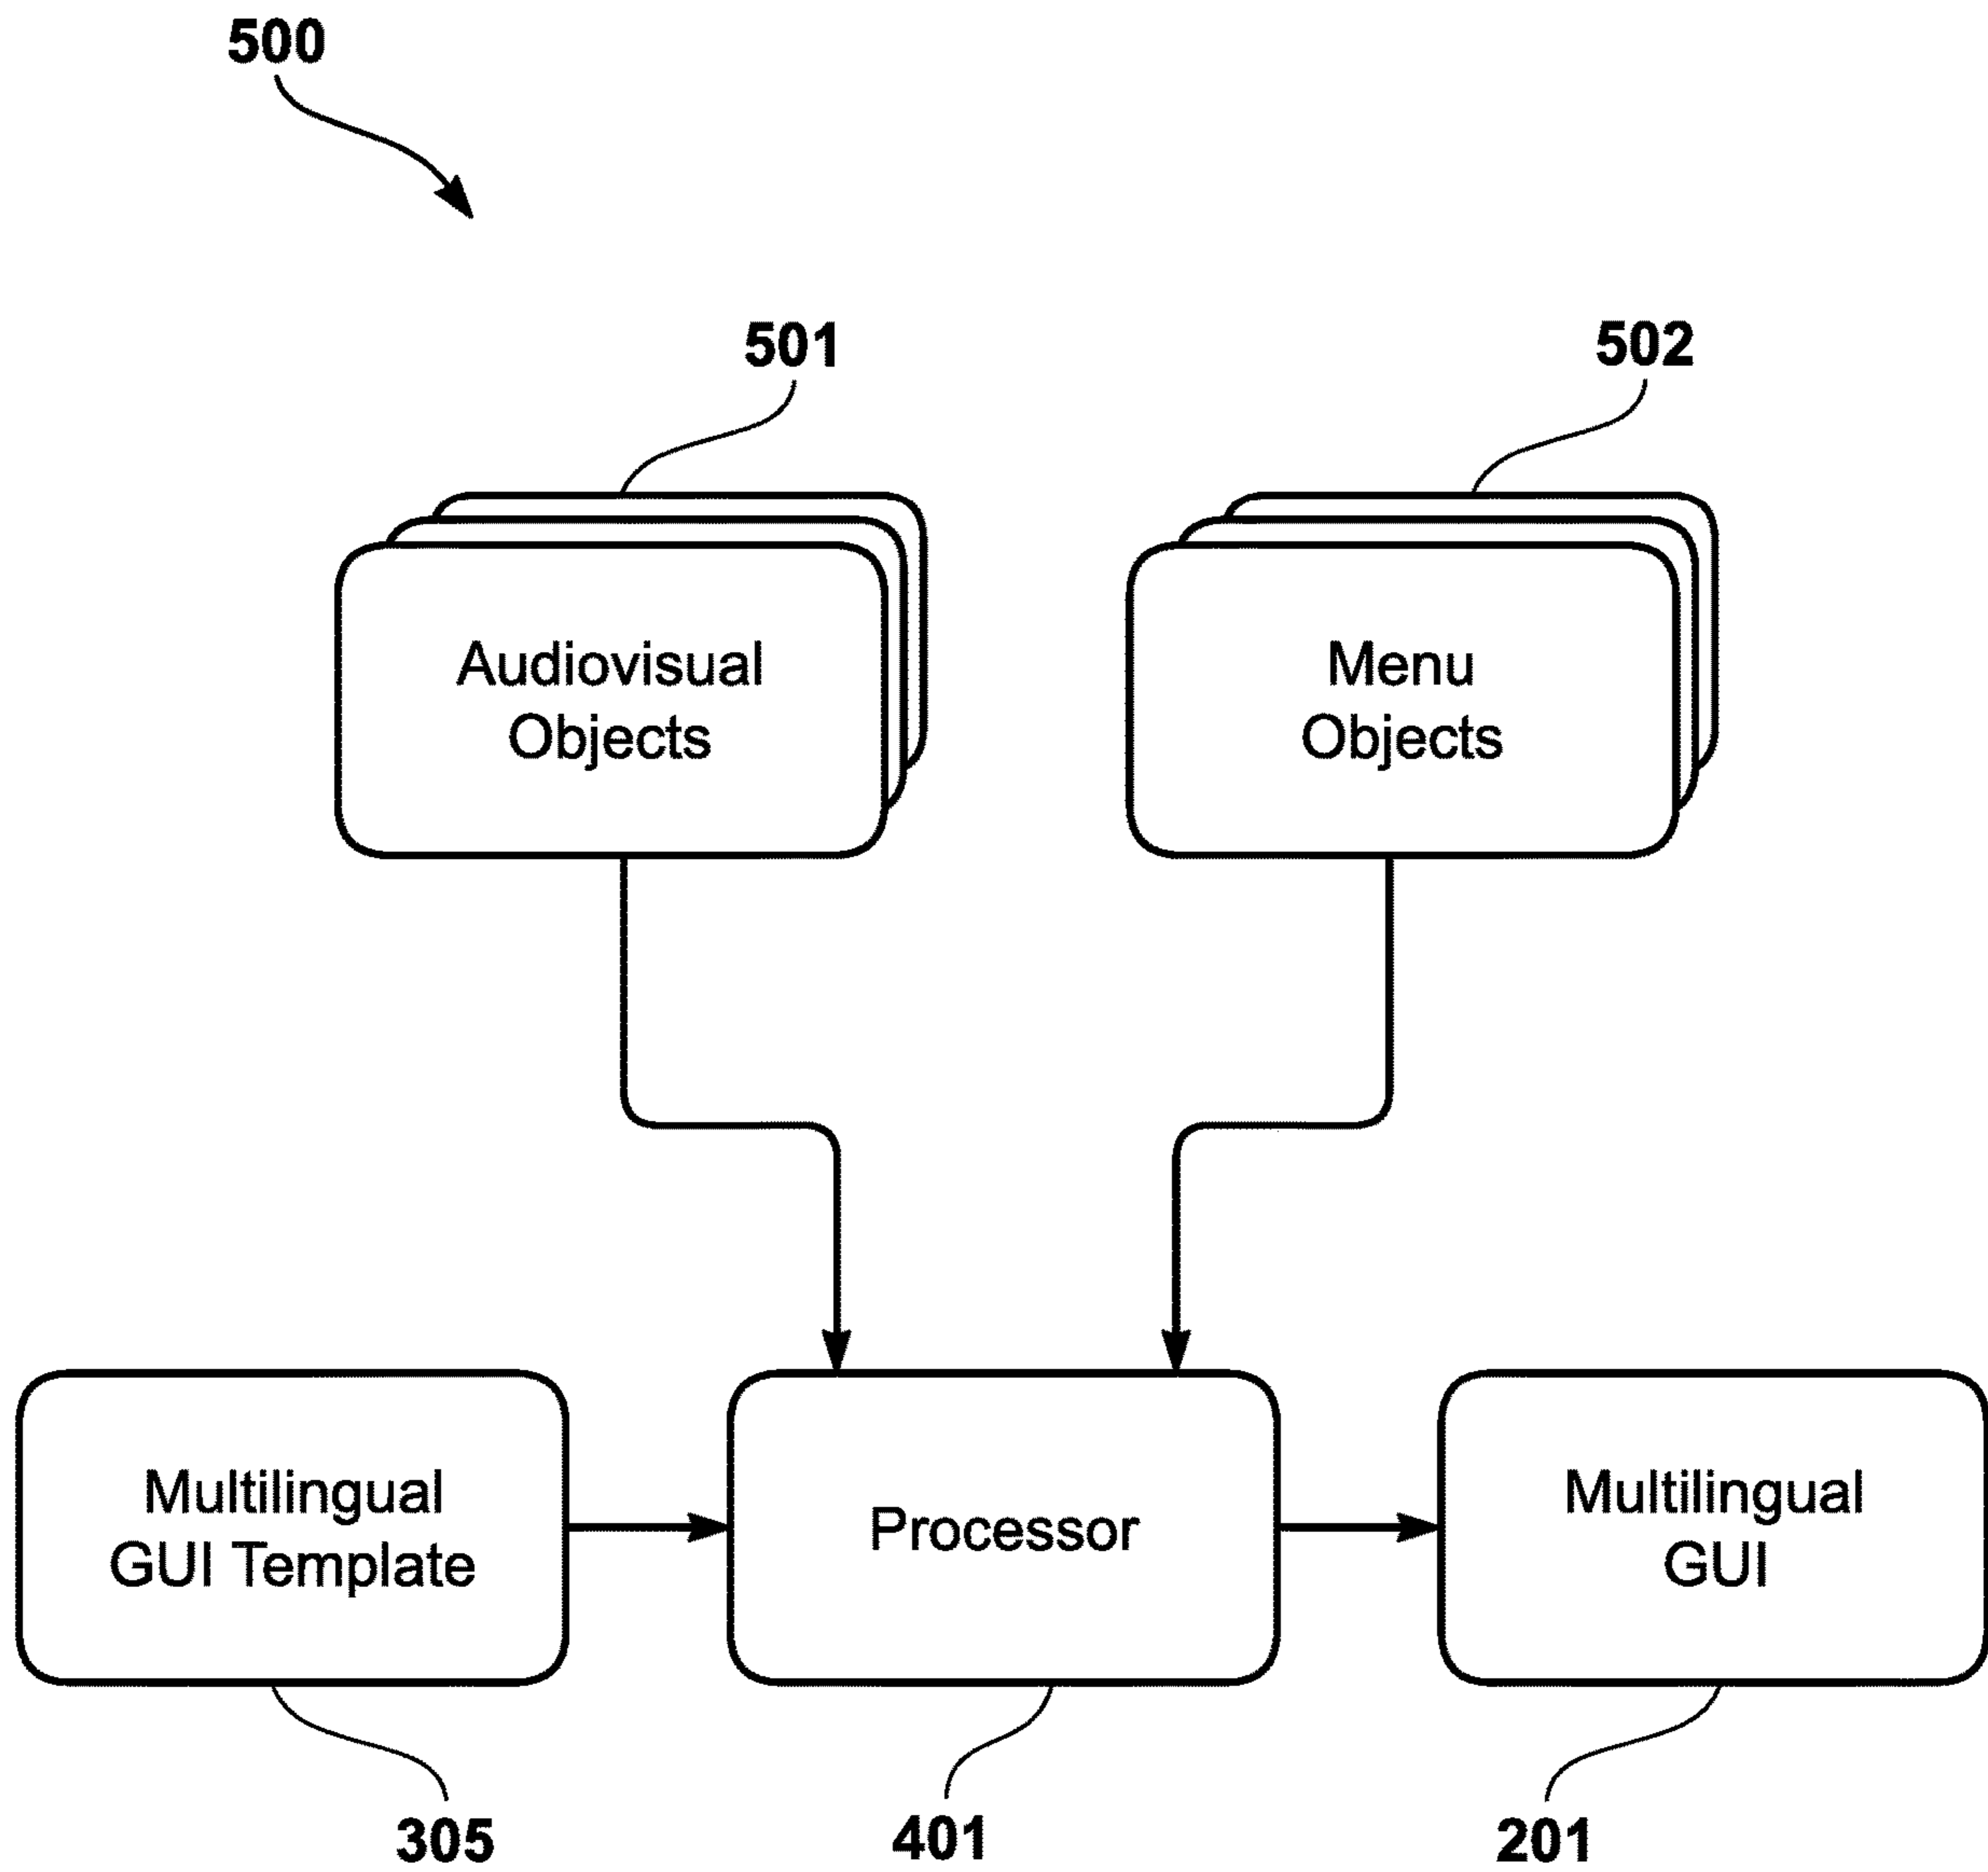 500
501
502
Audiovisual
Objects
Menu
Objects
Multilingual
GUI Template
Processor
Multilingual
GUI
305
401
201